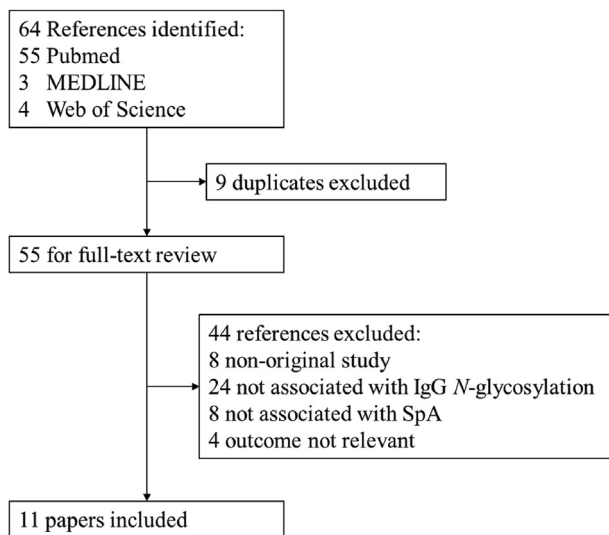 64 References identified:
55 Pubmed
3 MEDLINE
4 Web of Science
9 duplicates excluded
55 for full-text review
44 references excluded:
8 non-original study
24 not associated with IgG N-glycosylation
8 not associated with SpA
4 outcome not relevant
11 papers included